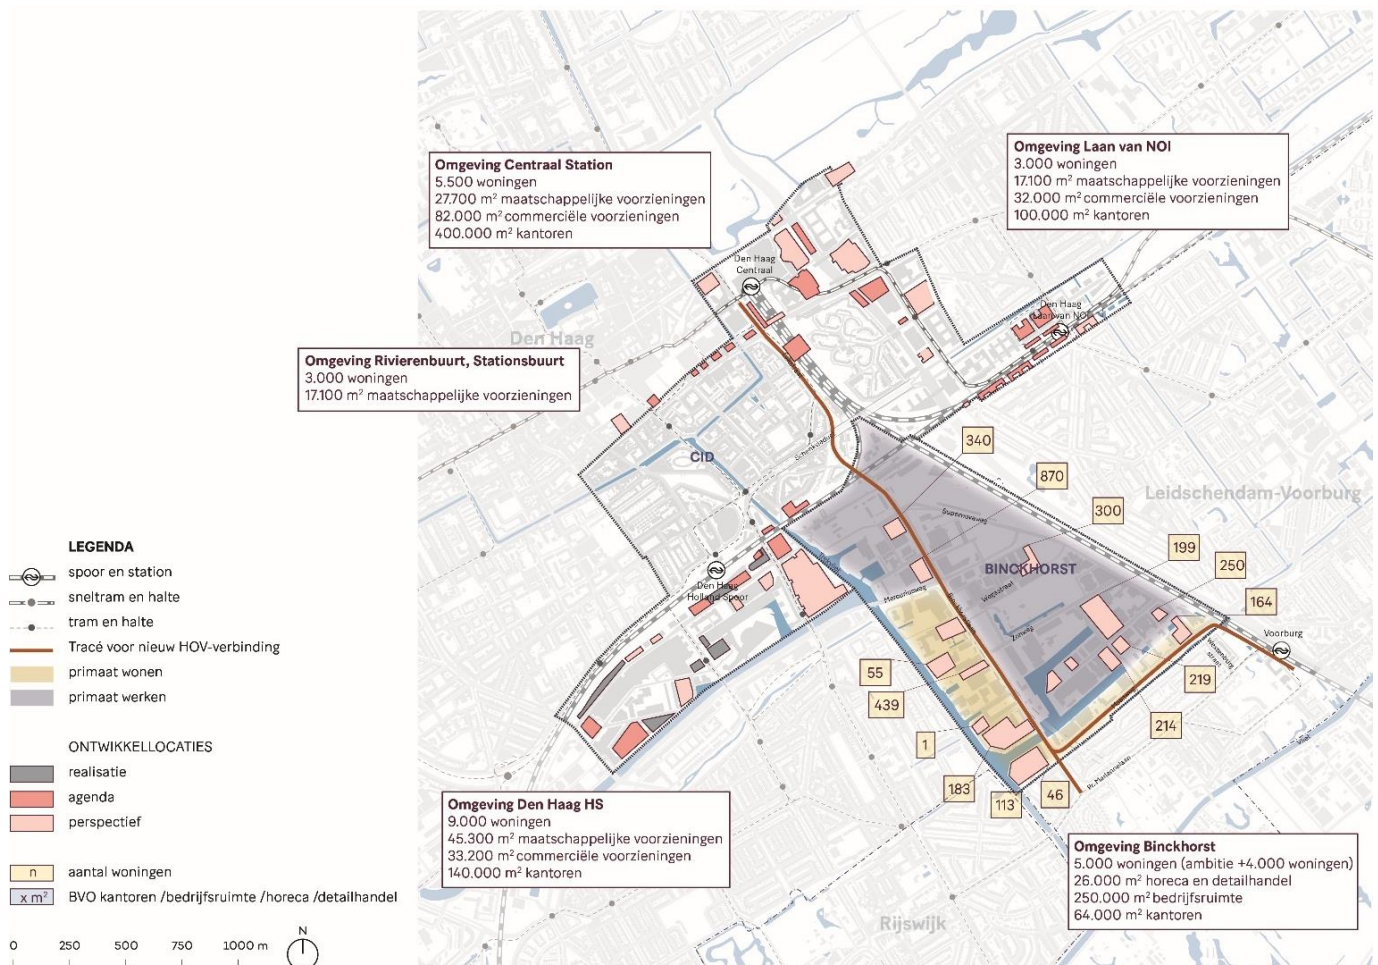 Omgeving Centraal Station
5.500 woningen
27.700 m² maatschappelijke voorzieningen
82.000 m² commerciële voorzieningen
400.000 m² kantoren
Omgeving Laan van NOI
3.000 woningen
17.100 m² maatschappelijke voorzieningen
32.000 m² commerciële voorzieningen
100.000 m² kantoren
Den Haag
Centraal
Den Haag
Laan van NOI
Den Haag
Omgeving Rivierenbuurt, Stationsbuurt
3.000 woningen
17.100 m² maatschappelijke voorzieningen
CID
340
870
300
199
250
164
Leidschendam-Voorburg
BINCKHORST
Supernovaweg
Mercuriusweg
Wegastraat
Zonweg
Den Haag
Holland Spoor
Voorburg
55
439
1
183
113
46
219
214
Pr. Mariannelaan
Vliet
LEGENDA
spoor en station
sneltram en halte
tram en halte
Tracé voor nieuw HOV-verbinding
primaat wonen
primaat werken
ONTWIKKELLOCATIES
realisatie
agenda
perspectief
n aantal woningen
x m² BVO kantoren /bedrijfsruimte /horeca /detailhandel
0 250 500 750 1000 m
N
Omgeving Den Haag HS
9.000 woningen
45.300 m² maatschappelijke voorzieningen
33.200 m² commerciële voorzieningen
140.000 m² kantoren
Omgeving Binckhorst
5.000 woningen (ambitie +4.000 woningen)
26.000 m² horeca en detailhandel
250.000 m² bedrijfsruimte
64.000 m² kantoren
Rijswijk